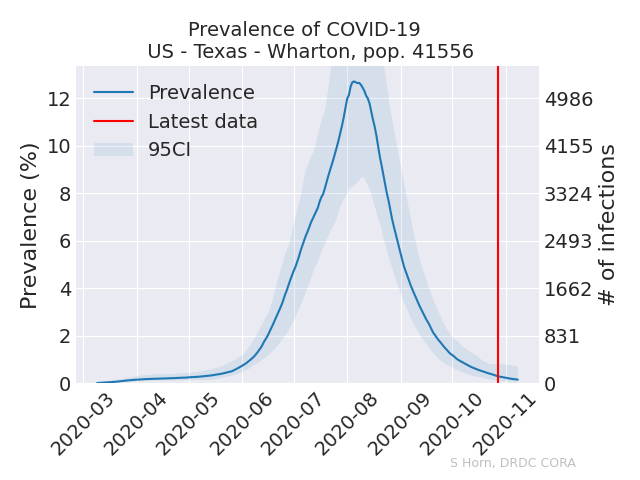 Prevalence of COVID-19
US - Texas - Wharton, pop. 41556
Prevalence
Latest data
95CI
Prevalence (%)
12
10
8
6
4
2
0
4986
4155
3324
2493
1662
831
0
# of infections
2020-03
2020-04
2020-05
2020-06
2020-07
2020-08
2020-09
2020-10
2020-11
S Horn, DRDC CORA